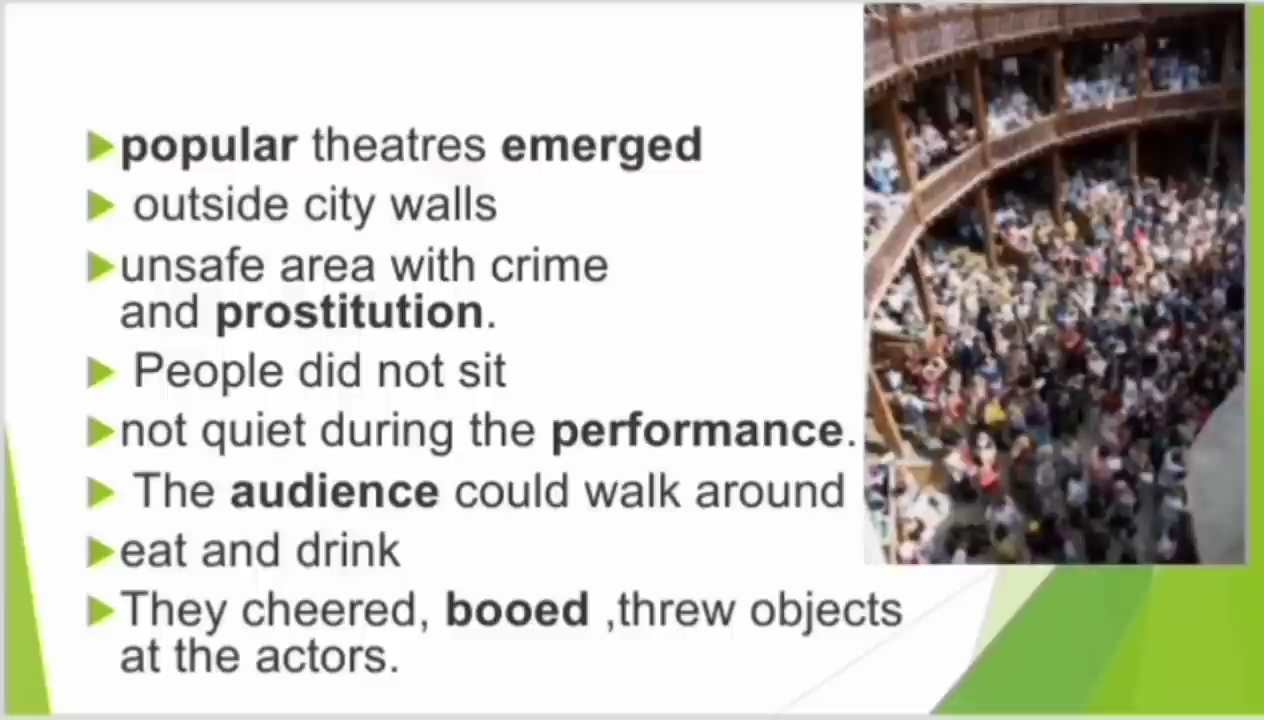 popular theatres emerged
outside city walls
unsafe area with crime
and prostitution.
People did not sit
not quiet during the performance.
The audience could walk around
eat and drink
They cheered, booed ,threw objects
at the actors.